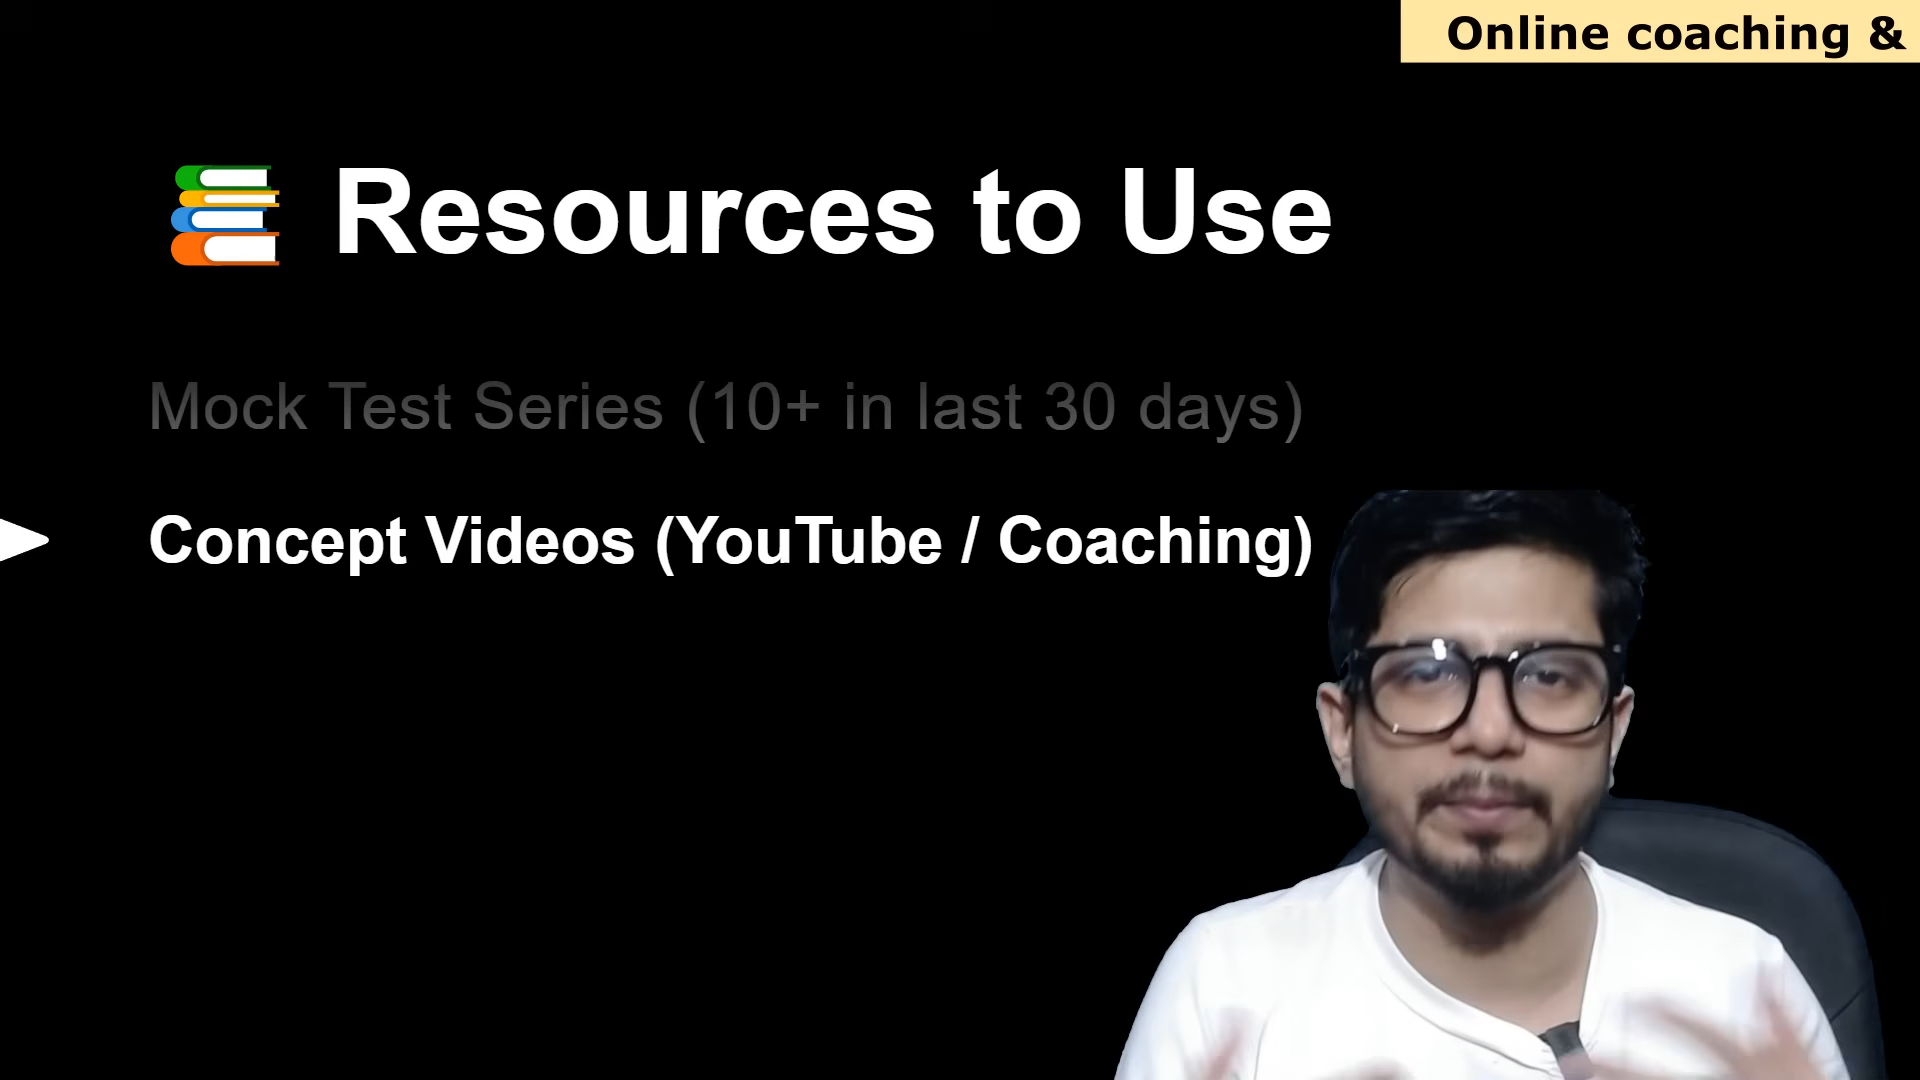 Online coaching &
Resources to Use
Mock Test Series (10+ in last 30 days)
Concept Videos (YouTube / Coaching)